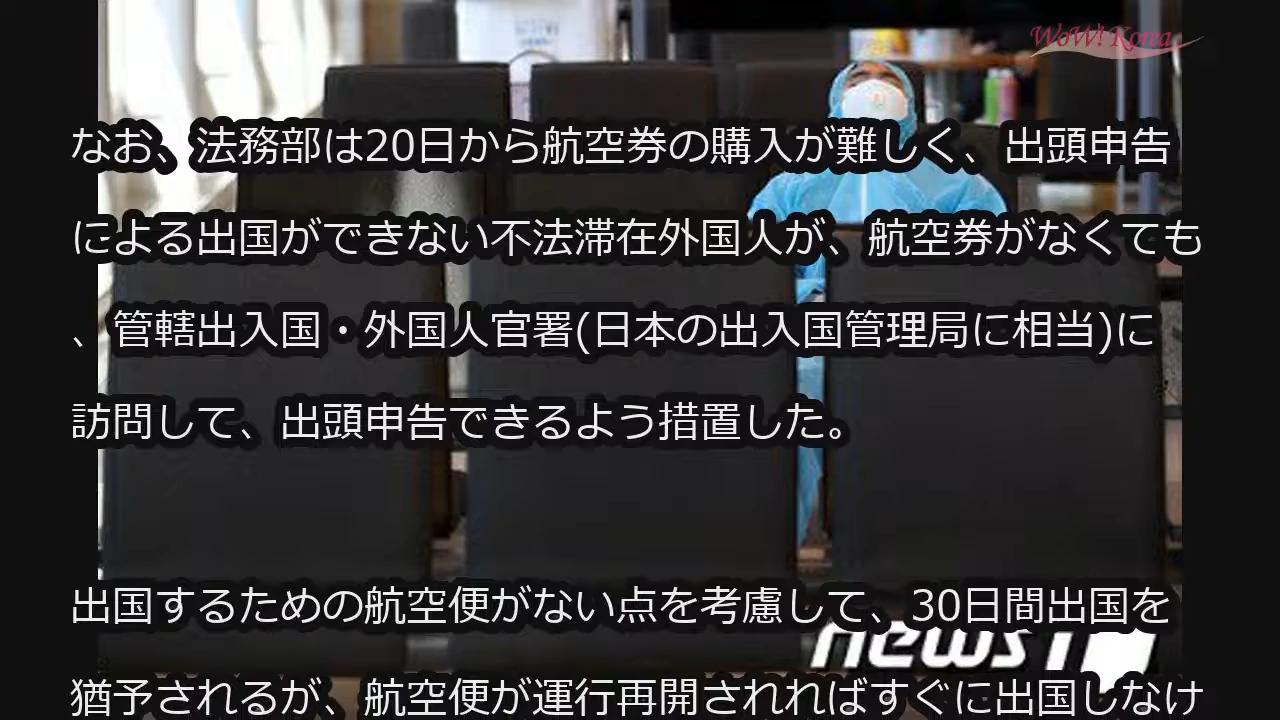 WoW! Korea
なお、法務部は20日から航空券の購入が難しく、出頭申告
による出国ができない不法滞在外国人が、航空券がなくても
、管轄出入国・外国人官署(日本の出入国管理局に相当)に
訪問して、出頭申告できるよう措置した。
出国するための航空便がない点を考慮して、30日間出国を
news1
猶予されるが、航空便が運行再開されればすぐに出国しなけ